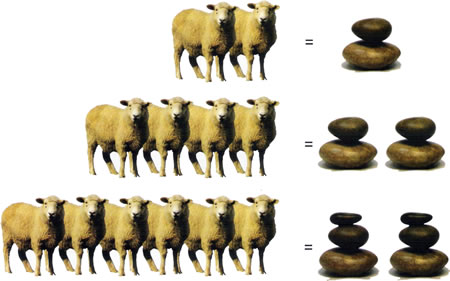 =
=
=